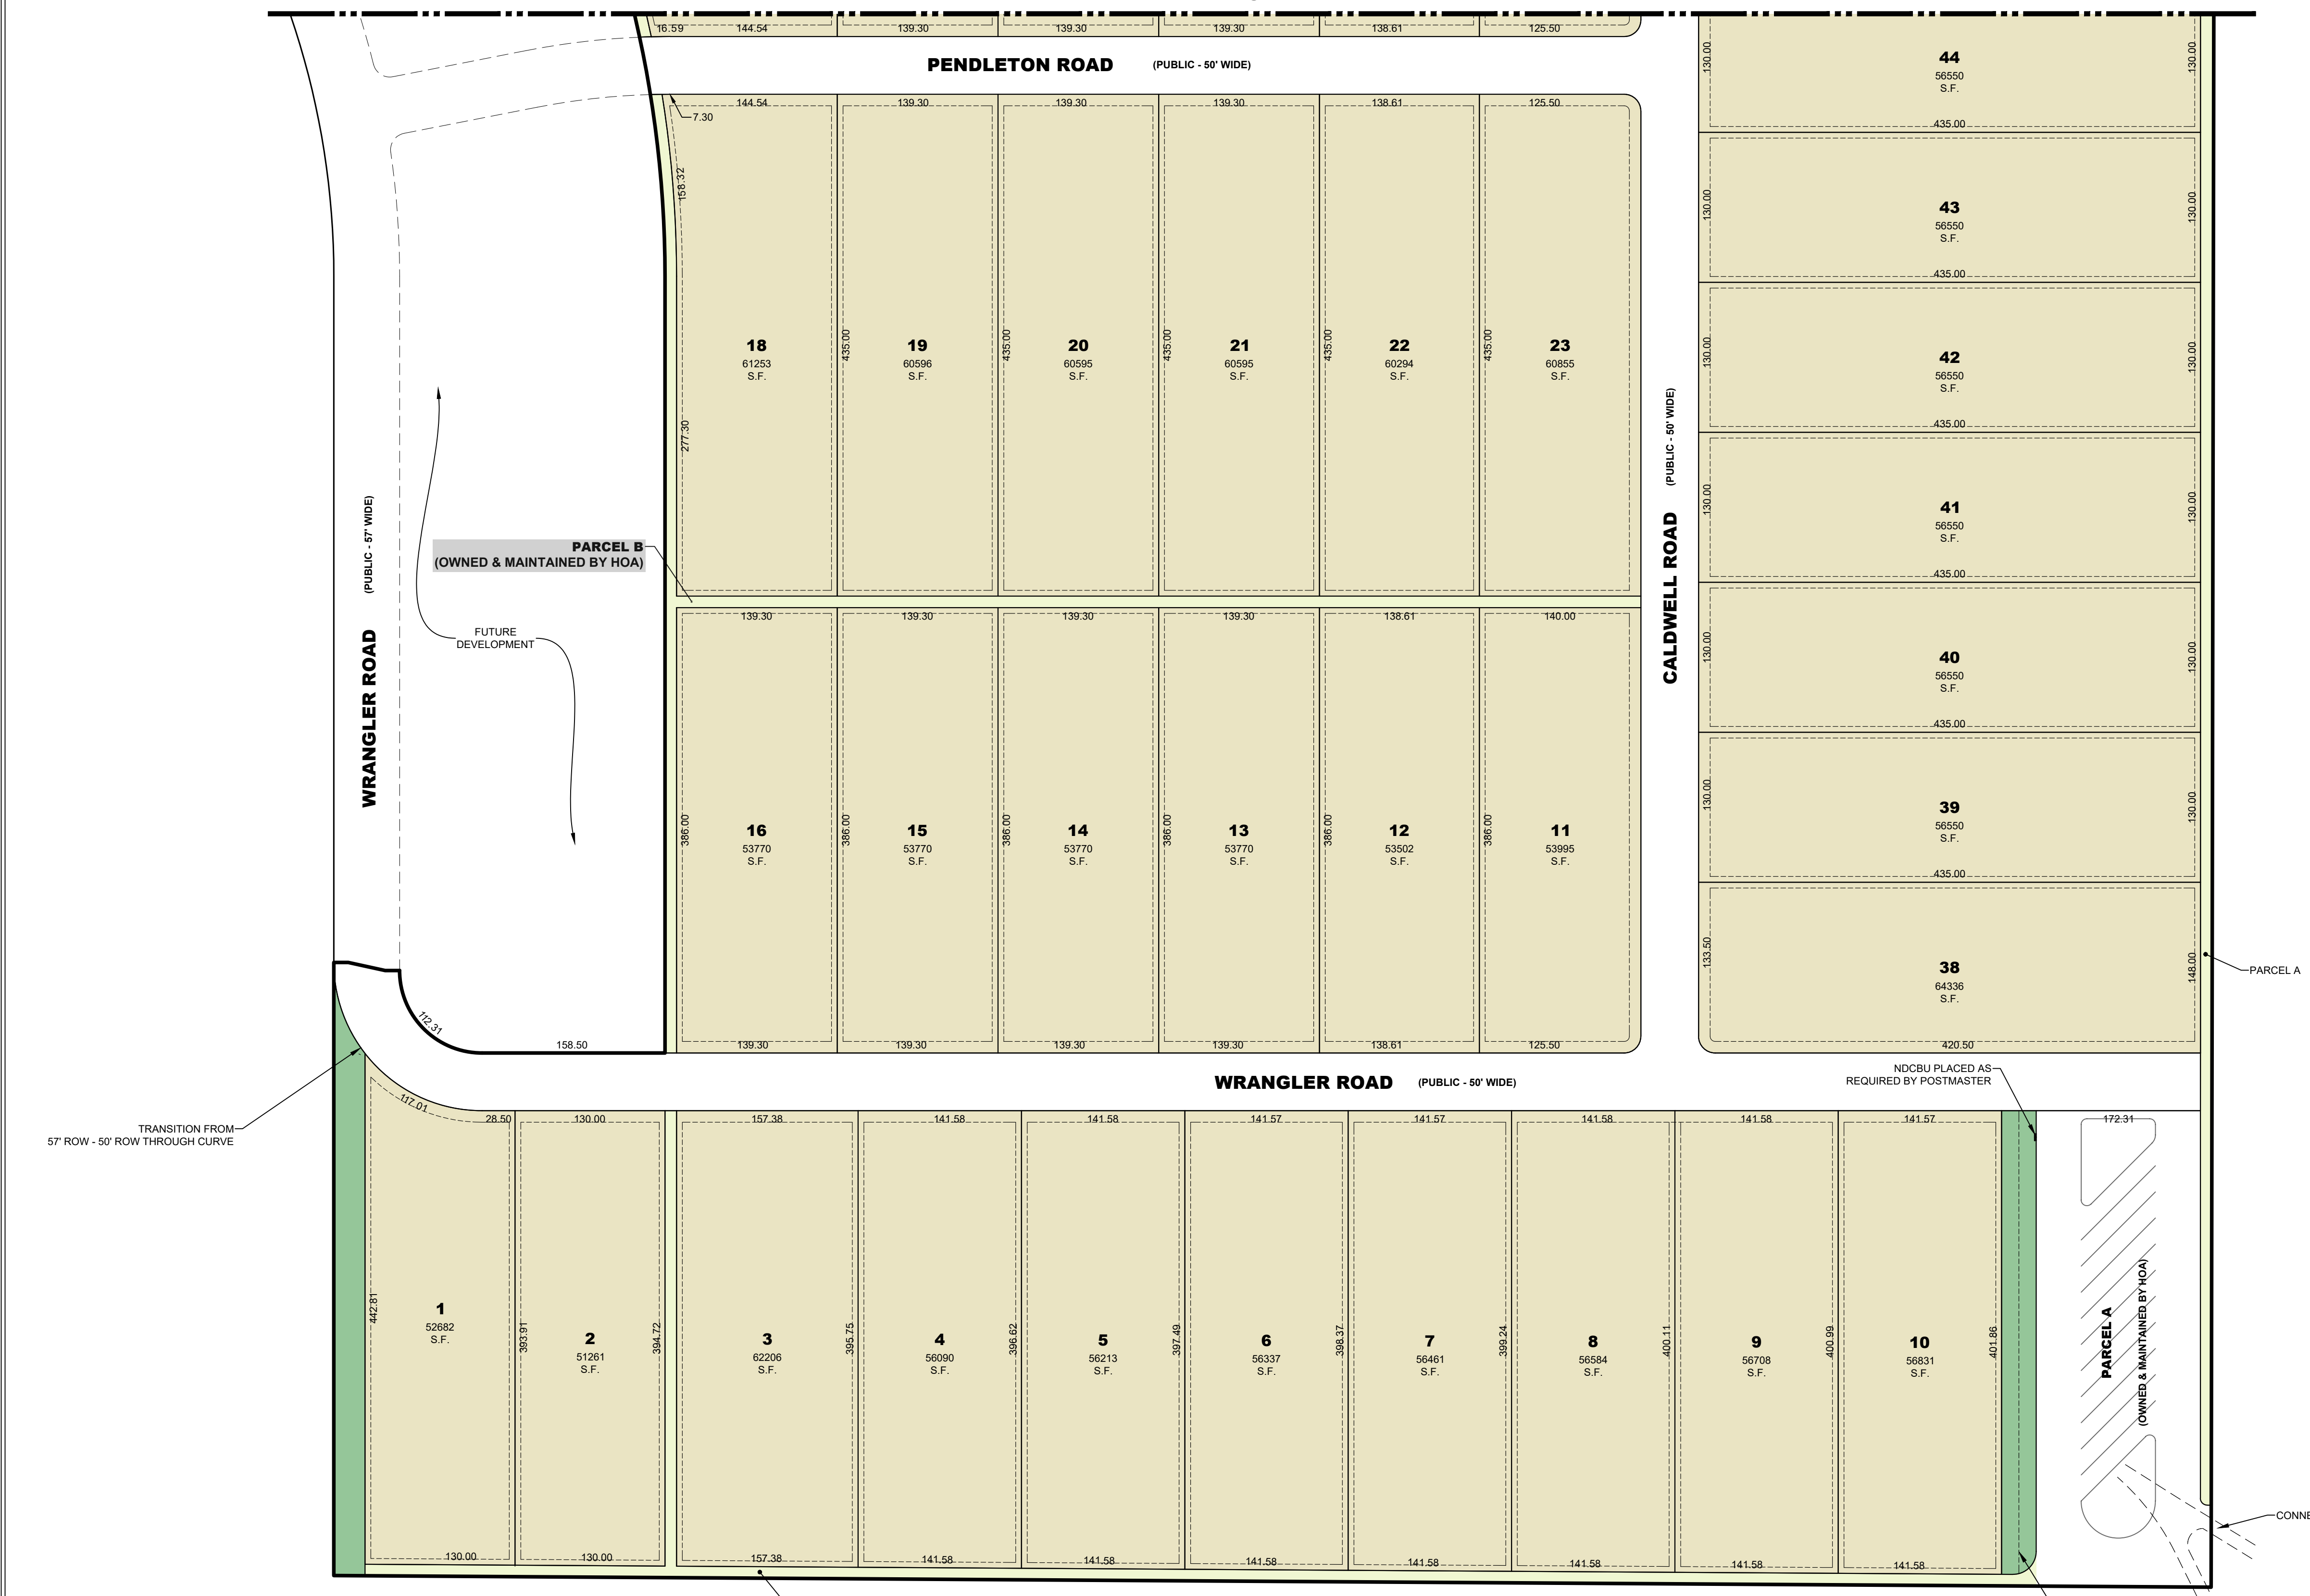 16.59 144.54 139.30 139.30 139.30 138.61 125.50
PENDLETON ROAD (PUBLIC - 50' WIDE)
130.00 44 130.00
56550
S.F.
435.00
144.54 139.30 139.30 139.30 138.61 125.50
7.30
158.32
130.00 43 130.00
56550
S.F.
435.00
18 19 20 21 22 23
61253 60596 60595 60595 60294 60855
S.F. S.F. S.F. S.F. S.F. S.F.
435.00 435.00 435.00 435.00 435.00
277.30
130.00 42 130.00
56550
S.F.
435.00
CALDWELL ROAD (PUBLIC - 50' WIDE)
130.00 41 130.00
56550
S.F.
435.00
WRANGLER ROAD (PUBLIC - 57' WIDE)
PARCEL B
(OWNED & MAINTAINED BY HOA)
FUTURE
DEVELOPMENT
139.30 139.30 139.30 139.30 138.61 140.00
130.00 40 130.00
56550
S.F.
435.00
130.00 39 130.00
56550
S.F.
435.00
386.00 386.00 386.00 386.00 386.00 386.00
16 15 14 13 12 11
53770 53770 53770 53770 53502 53995
S.F. S.F. S.F. S.F. S.F. S.F.
133.50 38 148.00
64336
S.F.
420.50
PARCEL A
112.31
158.50 139.30 139.30 139.30 139.30 138.61 125.50
WRANGLER ROAD (PUBLIC - 50' WIDE)
NDCBU PLACED AS
REQUIRED BY POSTMASTER
TRANSITION FROM
57' ROW - 50' ROW THROUGH CURVE
117.01
28.50 130.00 157.38 141.58 141.58 141.57 141.57 141.58 141.58 141.57 172.31
442.81 393.91 394.72 395.75 396.62 397.49 398.37 399.24 400.11 400.99 401.86
1 2 3 4 5 6 7 8 9 10
52682 51261 62206 56090 56213 56337 56461 56584 56708 56831
S.F. S.F. S.F. S.F. S.F. S.F. S.F. S.F. S.F. S.F.
PARCEL A
(OWNED & MAINTAINED BY HOA)
CONNE
130.00 130.00 157.38 141.58 141.58 141.58 141.58 141.58 141.58 141.58